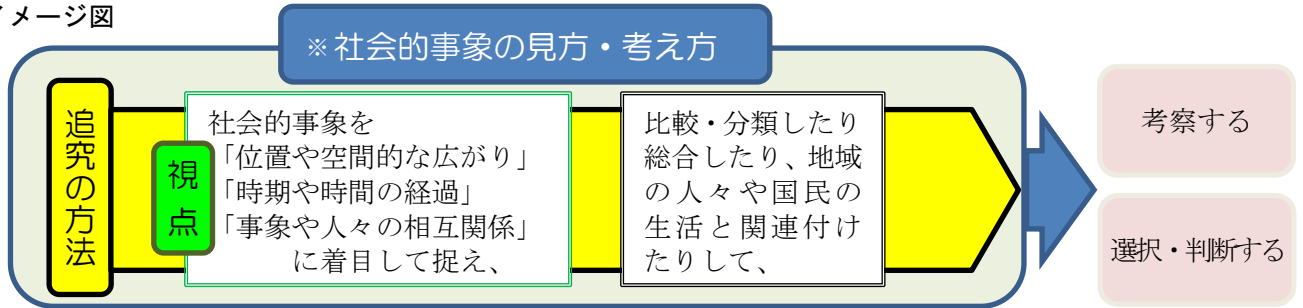 イメージ図
※社会的事象の見方・考え方
追究の方法
視点
社会的事象を
「位置や空間的な広がり」
「時期や時間の経過」
「事象や人々の相互関係」
に着目して捉え、
比較・分類したり
総合したり、地域
の人々や国民の
生活と関連付け
たりして、
考察する
選択・判断する